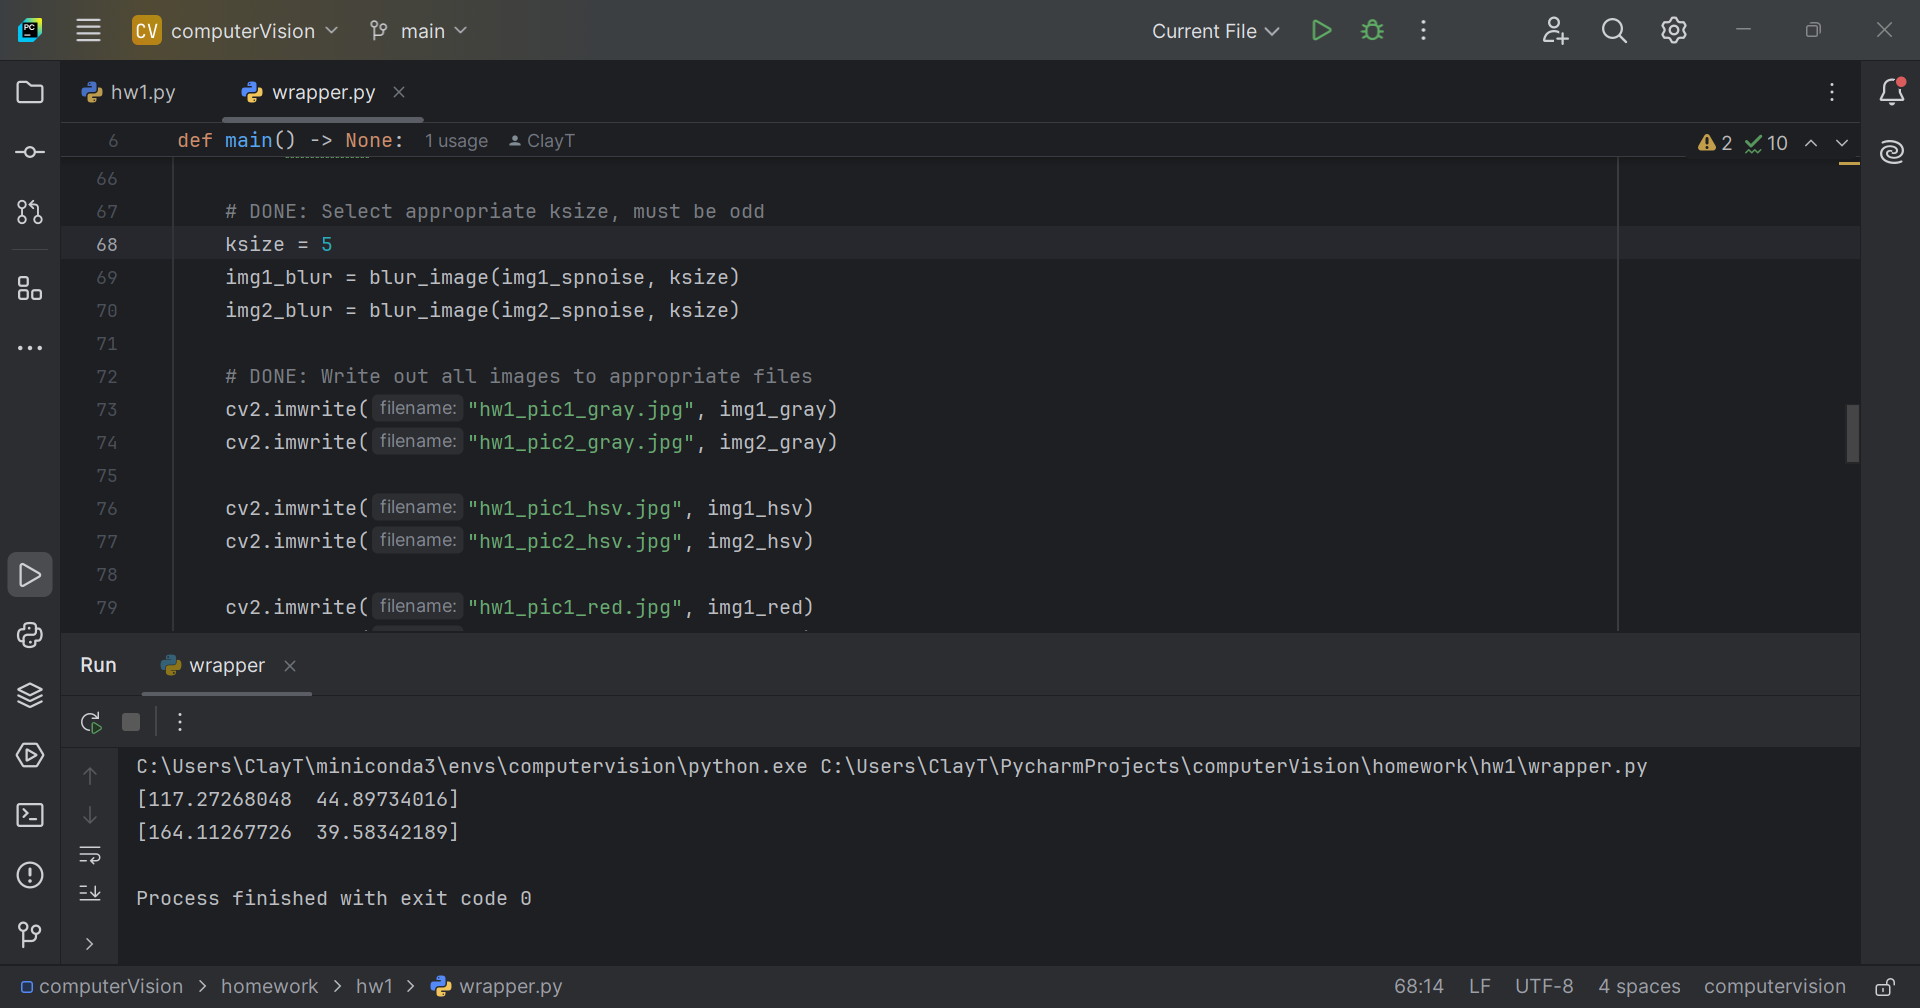 PC
CV computerVision main Current File
hw1.py wrapper.py
6 def main() -> None: 1 usage ClayT 2 10
66
67 # DONE: Select appropriate ksize, must be odd
68 ksize = 5
69 img1_blur = blur_image(img1_spnoise, ksize)
70 img2_blur = blur_image(img2_spnoise, ksize)
71
72 # DONE: Write out all images to appropriate files
73 cv2.imwrite( filename: "hw1_pic1_gray.jpg", img1_gray)
74 cv2.imwrite( filename: "hw1_pic2_gray.jpg", img2_gray)
75
76 cv2.imwrite( filename: "hw1_pic1_hsv.jpg", img1_hsv)
77 cv2.imwrite( filename: "hw1_pic2_hsv.jpg", img2_hsv)
78
79 cv2.imwrite( filename: "hw1_pic1_red.jpg", img1_red)
Run wrapper
C:\Users\ClayT\miniconda3\envs\computervision\python.exe C:\Users\ClayT\PycharmProjects\computerVision\homework\hw1\wrapper.py
[117.27268048  44.89734016]
[164.11267726  39.58342189]
Process finished with exit code 0
computerVision > homework > hw1 > wrapper.py 68:14 LF UTF-8 4 spaces computervision